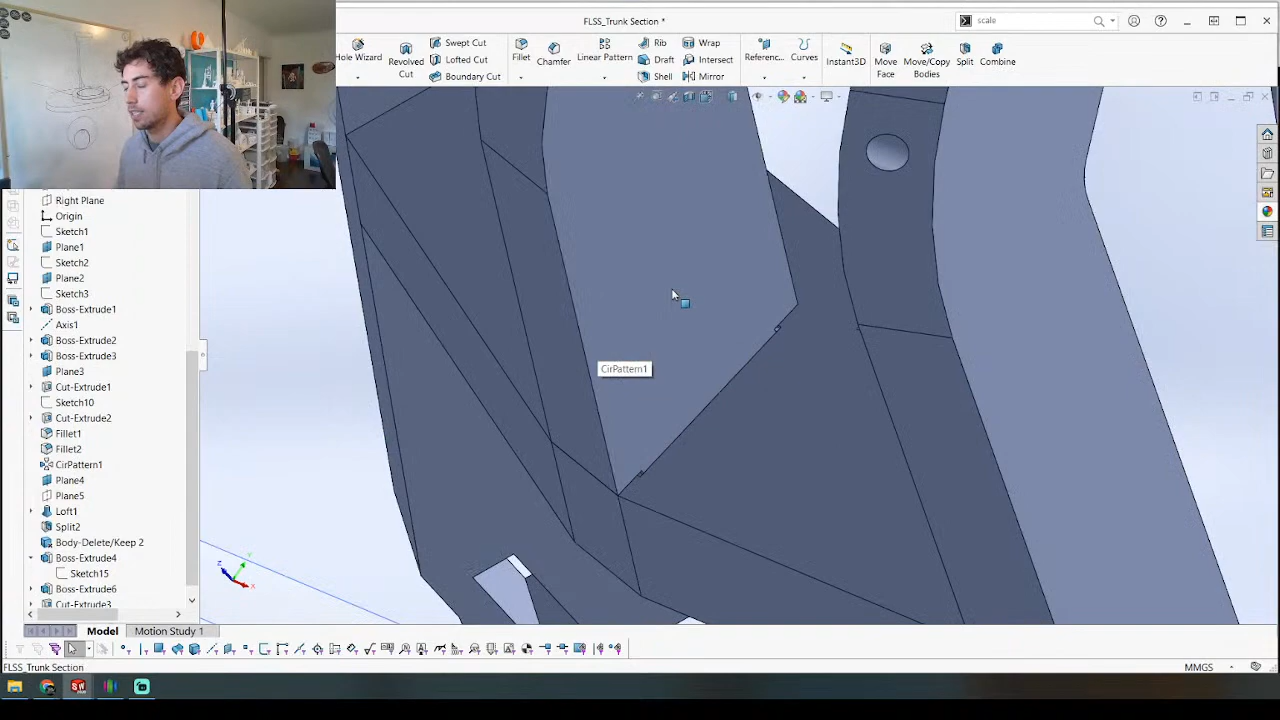 FLSS_Trunk Section *
scale
Hole Wizard
Revolved Cut
Swept Cut
Lofted Cut
Boundary Cut
Fillet
Chamfer
Linear Pattern
Rib
Draft
Shell
Wrap
Intersect
Mirror
Referenc...
Curves
Instant3D
Move Face
Move/Copy Bodies
Split
Combine
Right Plane
Origin
Sketch1
Plane1
Sketch2
Plane2
Sketch3
Boss-Extrude1
Axis1
Boss-Extrude2
Boss-Extrude3
Plane3
Cut-Extrude1
Sketch10
Cut-Extrude2
Fillet1
Fillet2
CirPattern1
Plane4
Plane5
Loft1
Split2
Body-Delete/Keep 2
Boss-Extrude4
Sketch15
Boss-Extrude6
Cut-Extrude3
CirPattern1
Z
Y
X
Model
Motion Study 1
FLSS_Trunk Section
MMGS